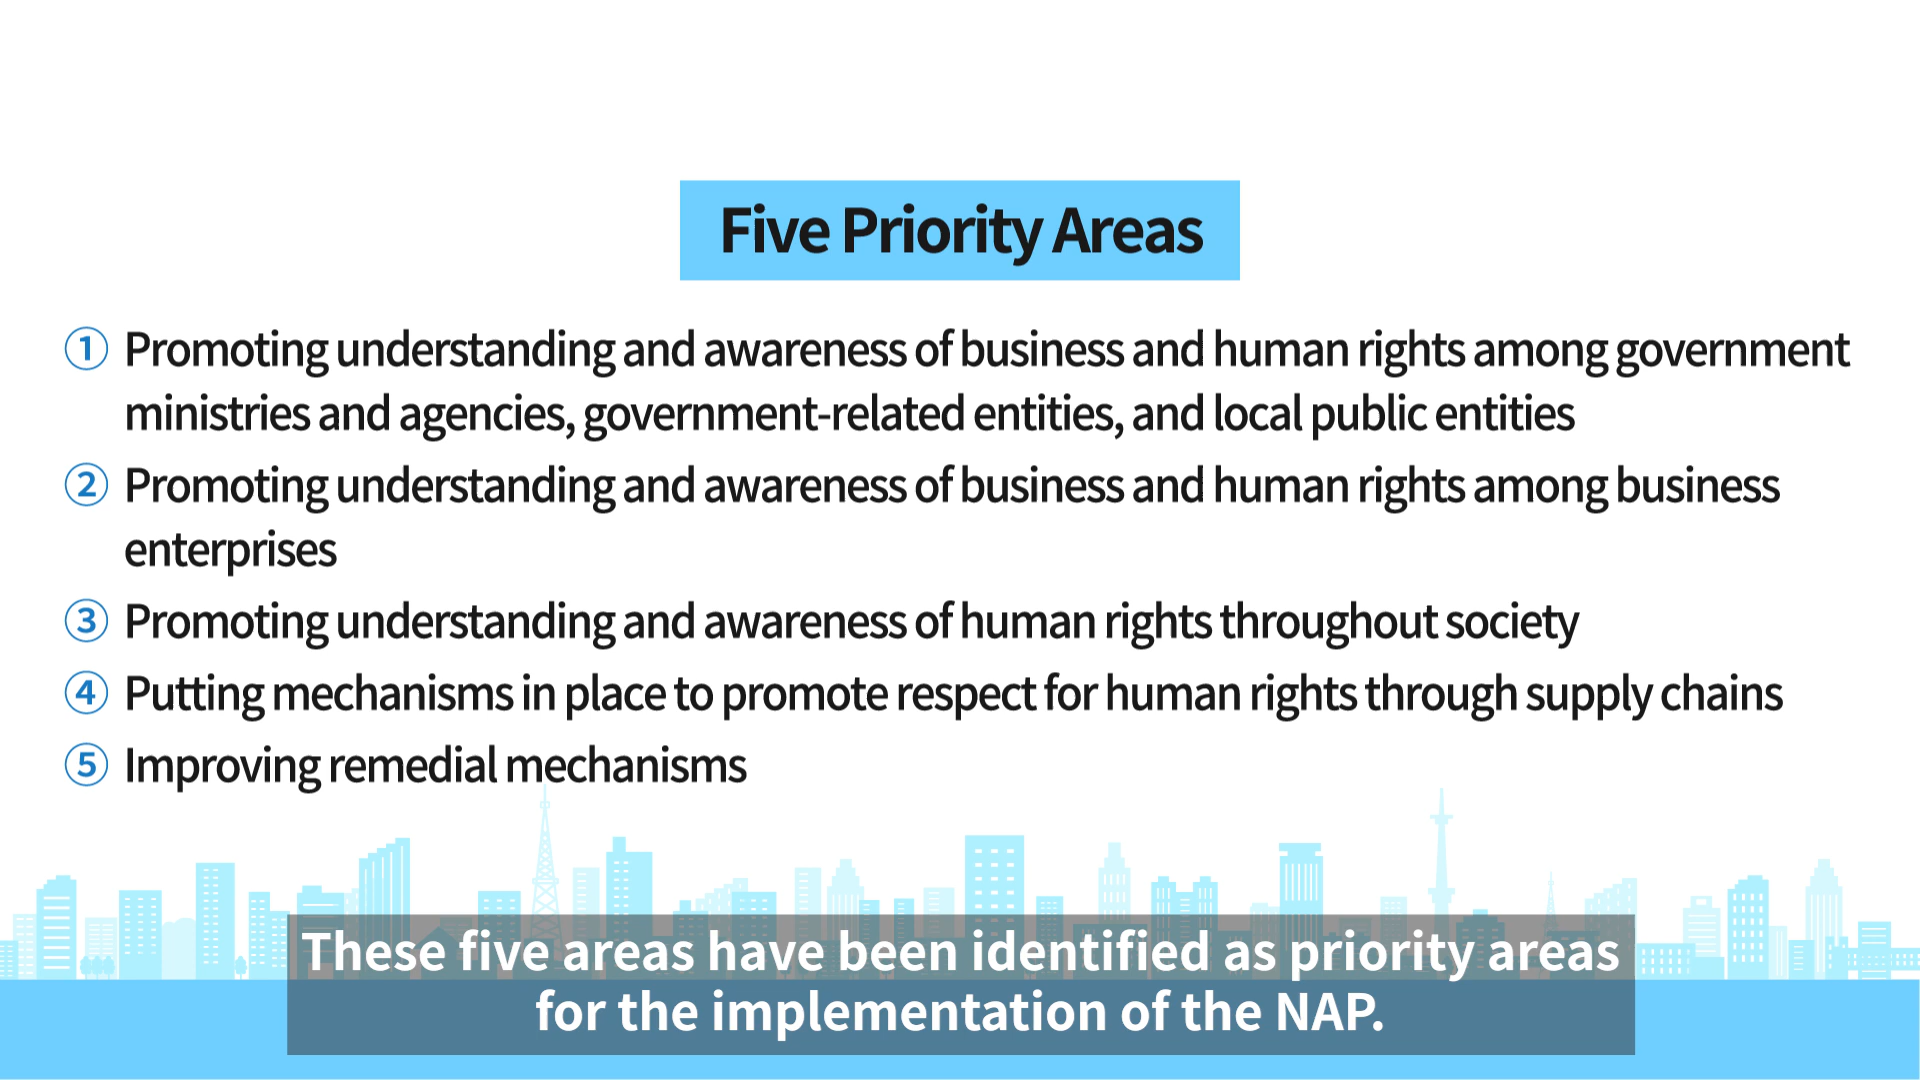 Five Priority Areas
① Promoting understanding and awareness of business and human rights among government
ministries and agencies, government-related entities, and local public entities
② Promoting understanding and awareness of business and human rights among business
enterprises
③ Promoting understanding and awareness of human rights throughout society
④ Putting mechanisms in place to promote respect for human rights through supply chains
⑤ Improving remedial mechanisms
These five areas have been identified as priority areas
for the implementation of the NAP.